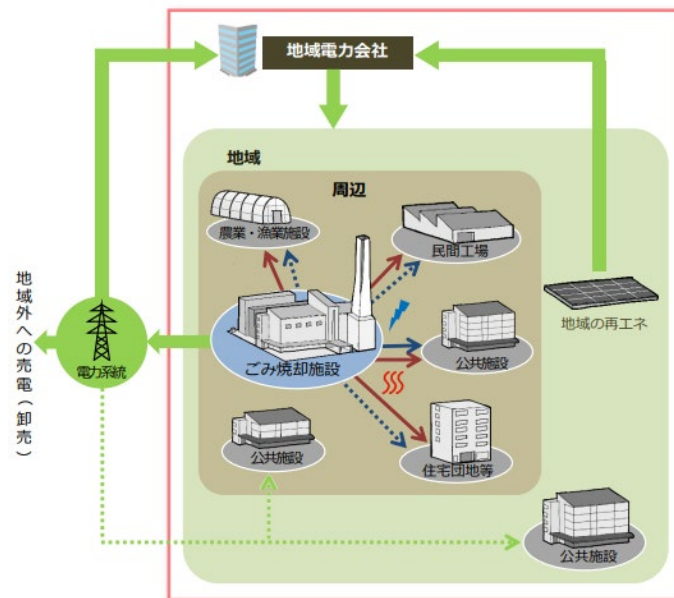 地域電力会社
地域
周辺
農業・漁業施設
民間工場
地域外への売電(卸売)
電力系統
ごみ焼却施設
公共施設
地域の再エネ
公共施設
住宅団地等
公共施設